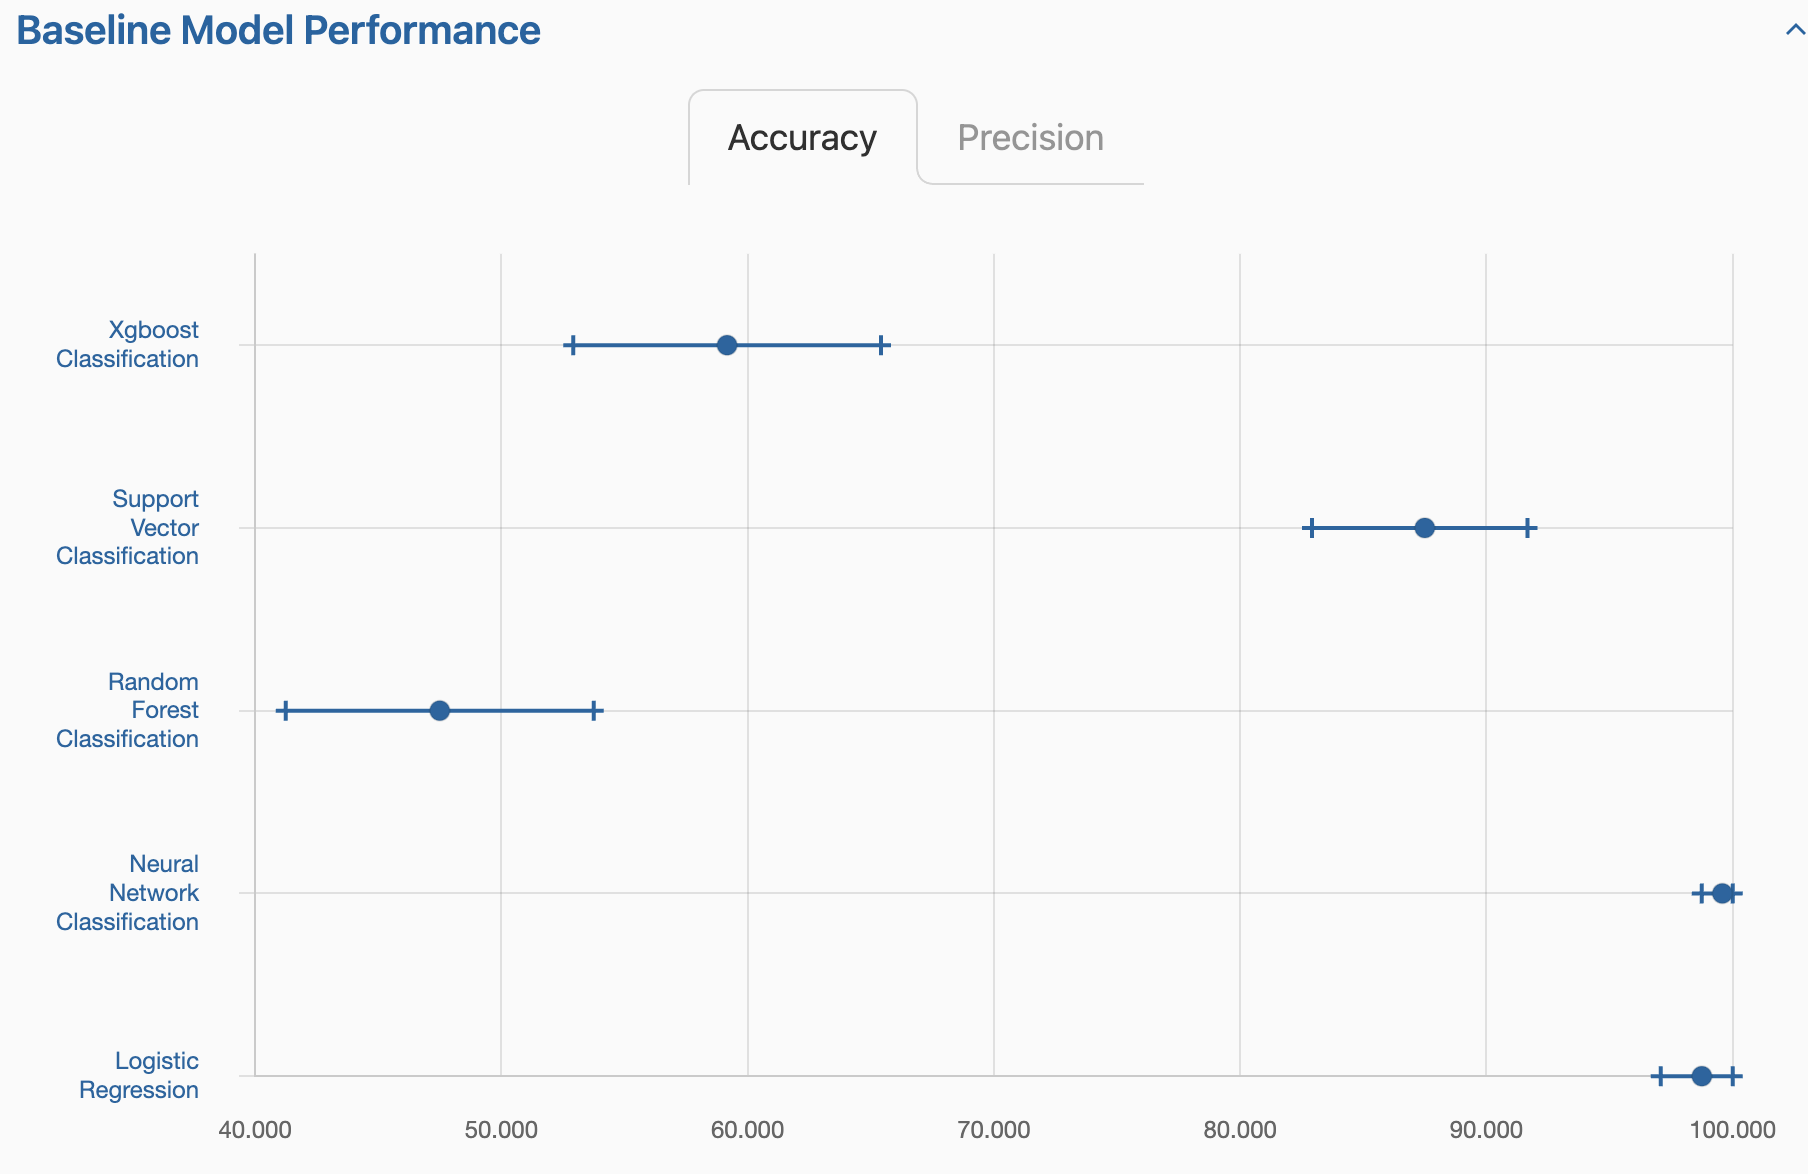 Baseline Model Performance
Accuracy
Precision
Xgboost
Classification
Support
Vector
Classification
Random
Forest
Classification
Neural
Network
Classification
Logistic
Regression
40.000 50.000 60.000 70.000 80.000 90.000 100.000